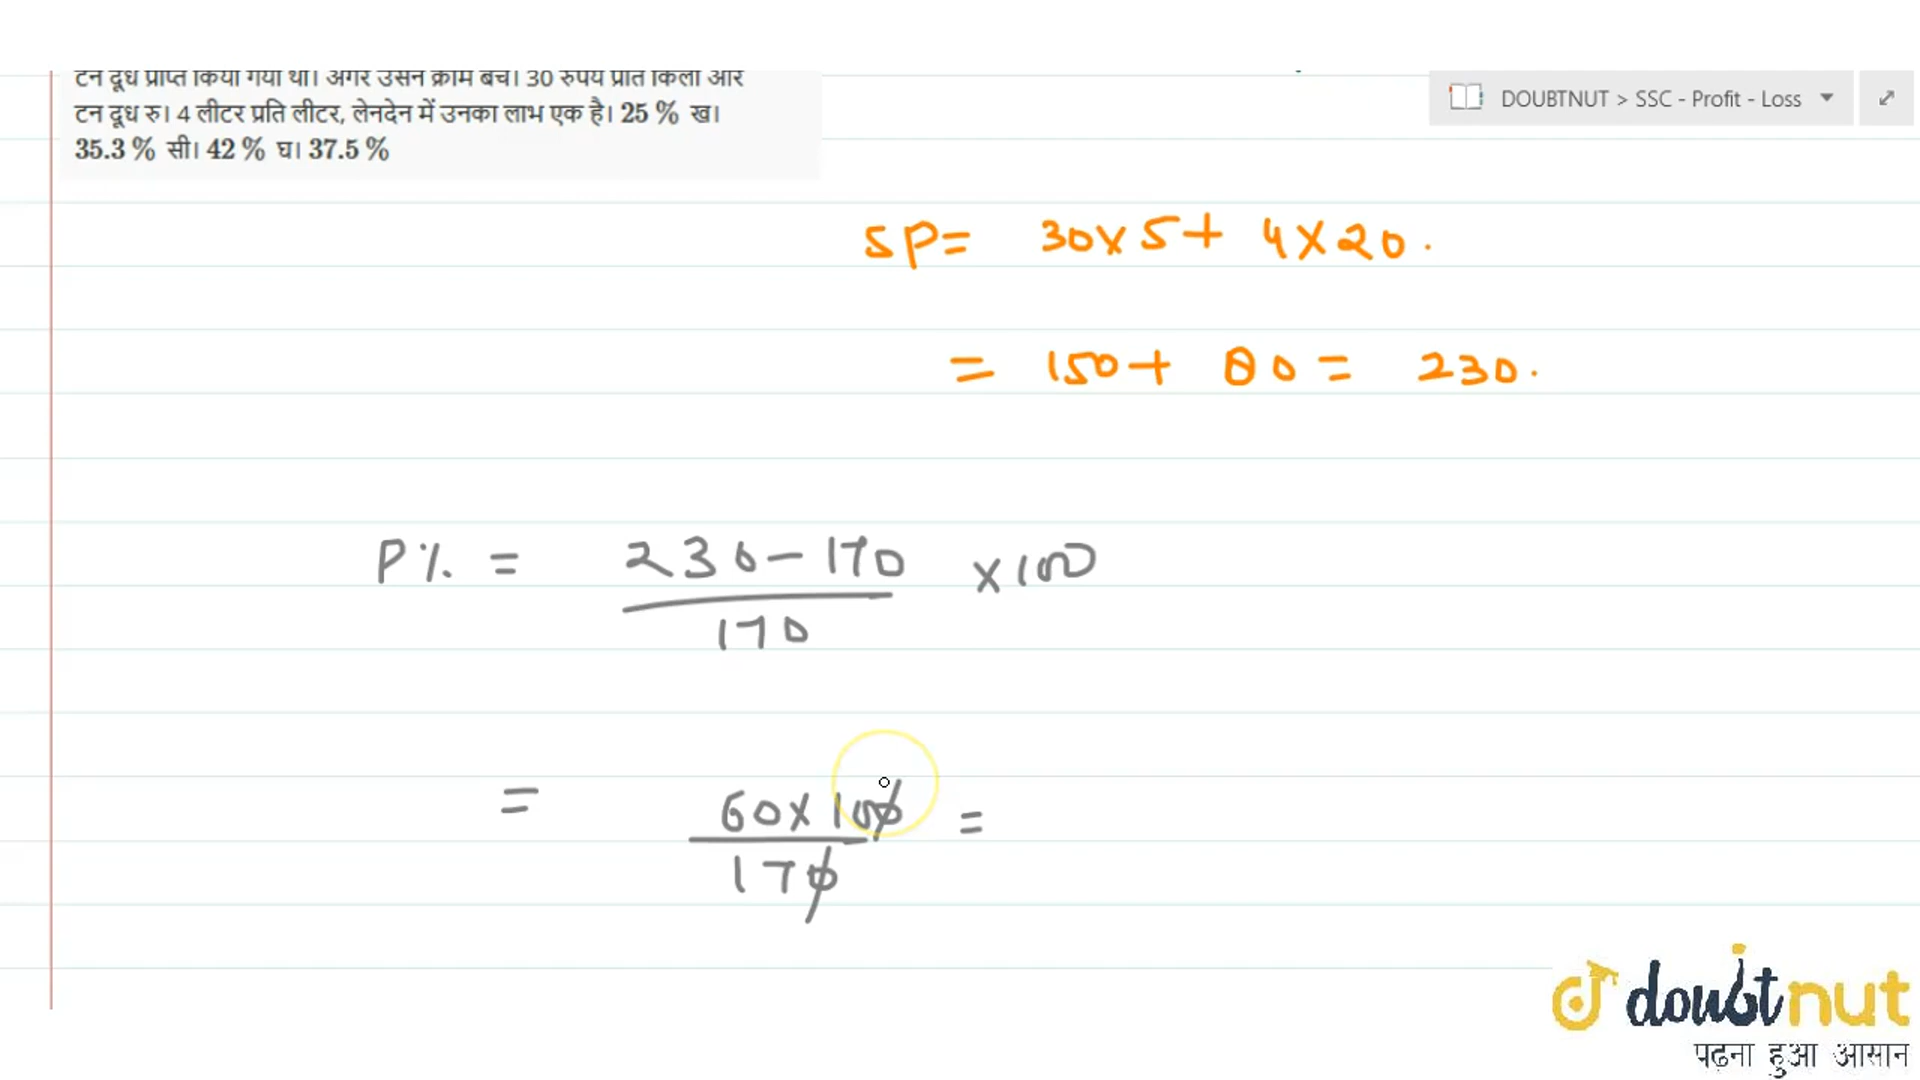 टन दूध प्राप्त किया गया था। अगर उसने क्रीम बेची। 30 रुपये प्रति किलो और
टन दूध रु। 4 लीटर प्रति लीटर, लेनदेन में उनका लाभ एक है। 25 % ख।
35.3 % सी। 42 % घ। 37.5 %
DOUBTNUT > SSC - Profit - Loss
SP= 30×5+ 4×20.
= 150+ 80 = 230.
P% = 230-170 ×100
170
= 60×100 =
170
doubtnut
पढ़ना हुआ आसान